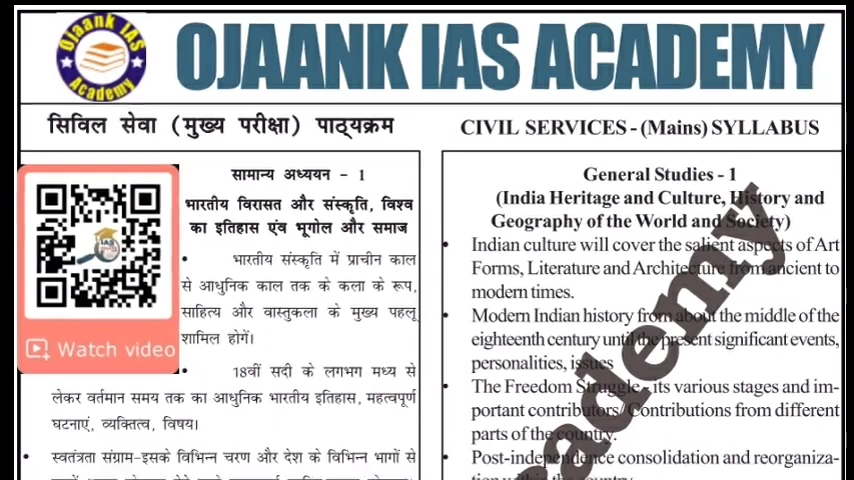 Ojaank IAS
Academy
OJAANK IAS ACADEMY
सिविल सेवा (मुख्य परीक्षा) पाठ्यक्रम
सामान्य अध्ययन - 1
भारतीय विरासत और संस्कृति, विश्व
का इतिहास एंव भूगोल और समाज
• भारतीय संस्कृति में प्राचीन काल
से आधुनिक काल तक के कला के रूप,
साहित्य और वास्तुकला के मुख्य पहलू
शामिल होगें।
• 18वीं सदी के लगभग मध्य से
लेकर वर्तमान समय तक का आधुनिक भारतीय इतिहास, महत्वपूर्ण
घटनाएं, व्यक्तित्व, विषय।
• स्वतंत्रता संग्राम-इसके विभिन्न चरण और देश के विभिन्न भागों से
IAS
Watch video
CIVIL SERVICES - (Mains) SYLLABUS
General Studies - 1
(India Heritage and Culture, History and
Geography of the World and Society)
• Indian culture will cover the salient aspects of Art
Forms, Literature and Architecture from ancient to
modern times.
• Modern Indian history from about the middle of the
eighteenth century until the present significant events,
personalities, issues
• The Freedom Struggle - its various stages and im-
portant contributors/ Contributions from different
parts of the country.
• Post-independence consolidation and reorganiza-
tion within the country
ademy